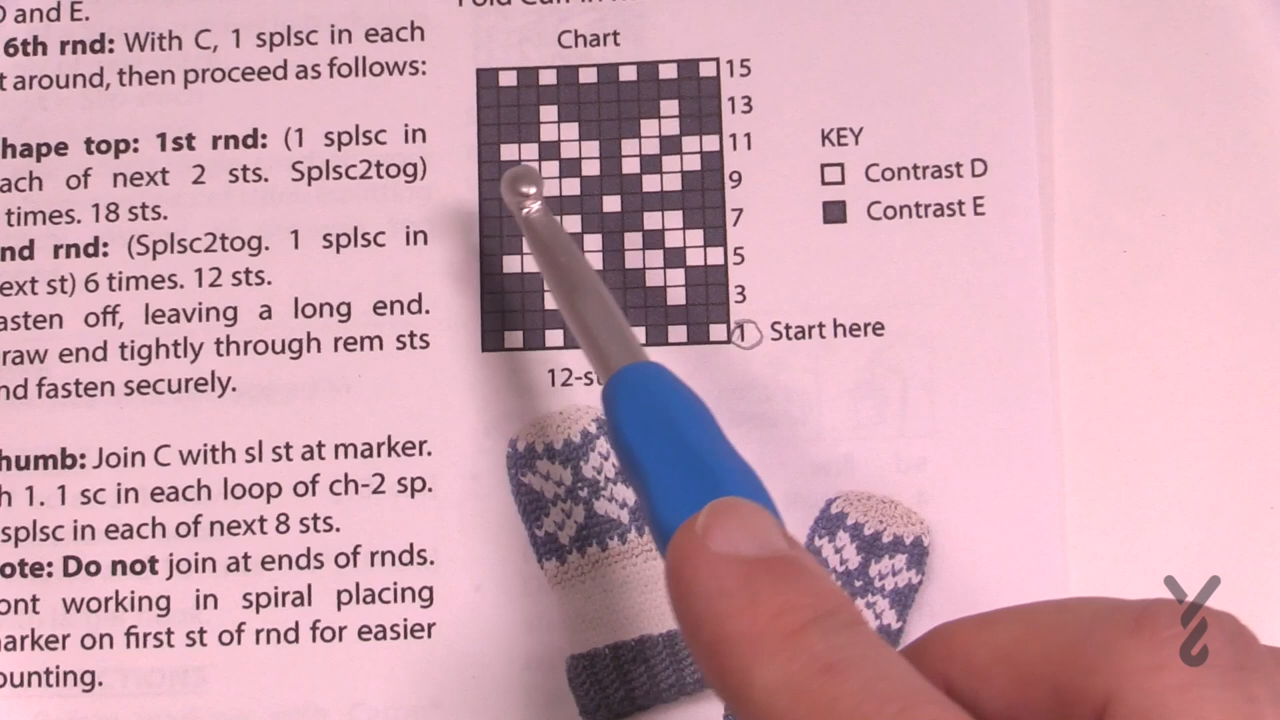 and E.
6th rnd: With C, 1 splsc in each
around, then proceed as follows:
hape top: 1st rnd: (1 splsc in
ach of next 2 sts. Splsc2tog)
times. 18 sts.
nd rnd: (Splsc2tog. 1 splsc in
ext st) 6 times. 12 sts.
asten off, leaving a long end.
raw end tightly through rem sts
nd fasten securely.
humb: Join C with sl st at marker.
h 1. 1 sc in each loop of ch-2 sp.
splsc in each of next 8 sts.
ote: Do not join at ends of rnds.
ont working in spiral placing
arker on first st of rnd for easier
ounting.
Chart
15
13
11
9
7
5
3
1 Start here
12-st
KEY
Contrast D
Contrast E